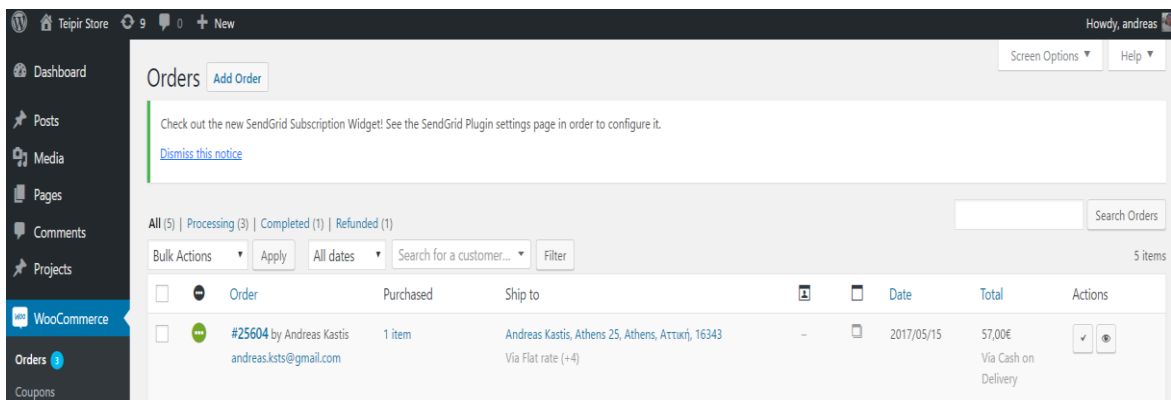 Teipir Store 9 0 + New Howdy, andreas
Screen Options ▼ Help ▼
Dashboard
Posts
Media
Pages
Comments
Projects
WooCommerce
Orders 3
Coupons
Orders Add Order
Check out the new SendGrid Subscription Widget! See the SendGrid Plugin settings page in order to configure it.
Dismiss this notice
All (5) | Processing (3) | Completed (1) | Refunded (1)
Search Orders
Bulk Actions Apply All dates Search for a customer... Filter 5 items
Order Purchased Ship to Date Total Actions
#25604 by Andreas Kastis 1 item Andreas Kastis, Athens 25, Athens, Αττική, 16343 – 2017/05/15 57,00€
andreas.ksts@gmail.com Via Flat rate (+4) Via Cash on
Delivery